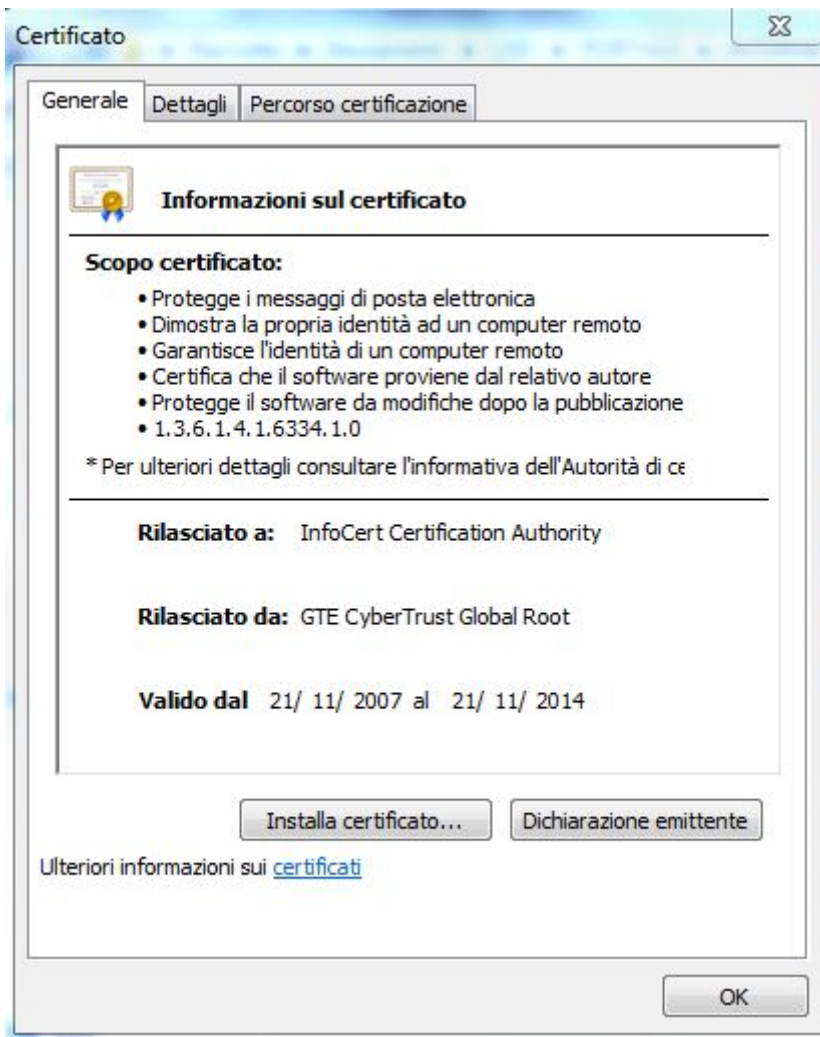 Certificato
Generale Dettagli Percorso certificazione
Informazioni sul certificato
Scopo certificato:
• Protegge i messaggi di posta elettronica
• Dimostra la propria identità ad un computer remoto
• Garantisce l'identità di un computer remoto
• Certifica che il software proviene dal relativo autore
• Protegge il software da modifiche dopo la pubblicazione
• 1.3.6.1.4.1.6334.1.0
* Per ulteriori dettagli consultare l'informativa dell'Autorità di ce
Rilasciato a: InfoCert Certification Authority
Rilasciato da: GTE CyberTrust Global Root
Valido dal 21/ 11/ 2007 al 21/ 11/ 2014
Installa certificato... Dichiarazione emittente
Ulteriori informazioni sui certificati
OK